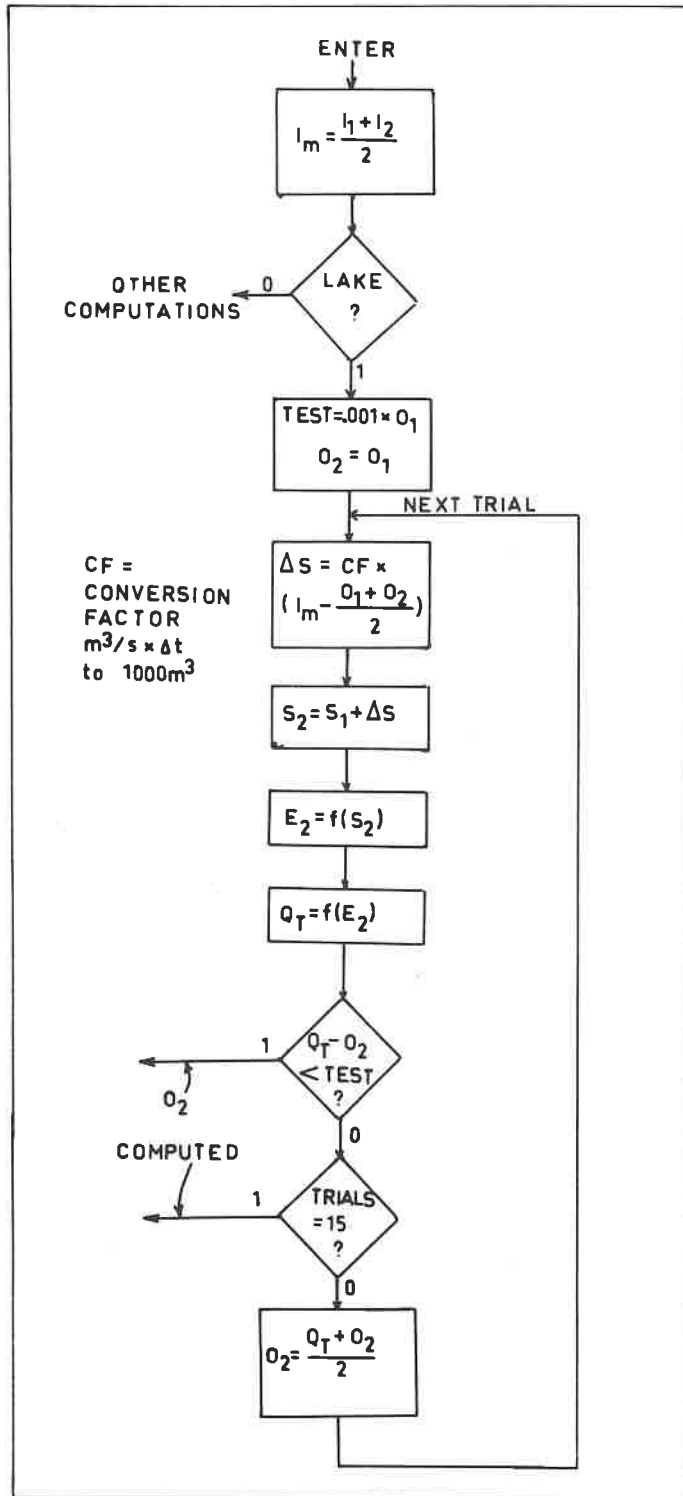 ENTER
I_m = (I_1 + I_2) / 2
LAKE
?
0
OTHER
COMPUTATIONS
1
TEST=.001 × O_1
O_2 = O_1
NEXT TRIAL
CF =
CONVERSION
FACTOR
m³/s × Δt
to 1000m³
ΔS = CF ×
(I_m − (O_1 + O_2) / 2)
S_2 = S_1 + ΔS
E_2 = f(S_2)
Q_T = f(E_2)
Q_T − O_2
< TEST
?
1
O_2
0
COMPUTED
TRIALS
=15
?
1
0
O_2 = (Q_T + O_2) / 2